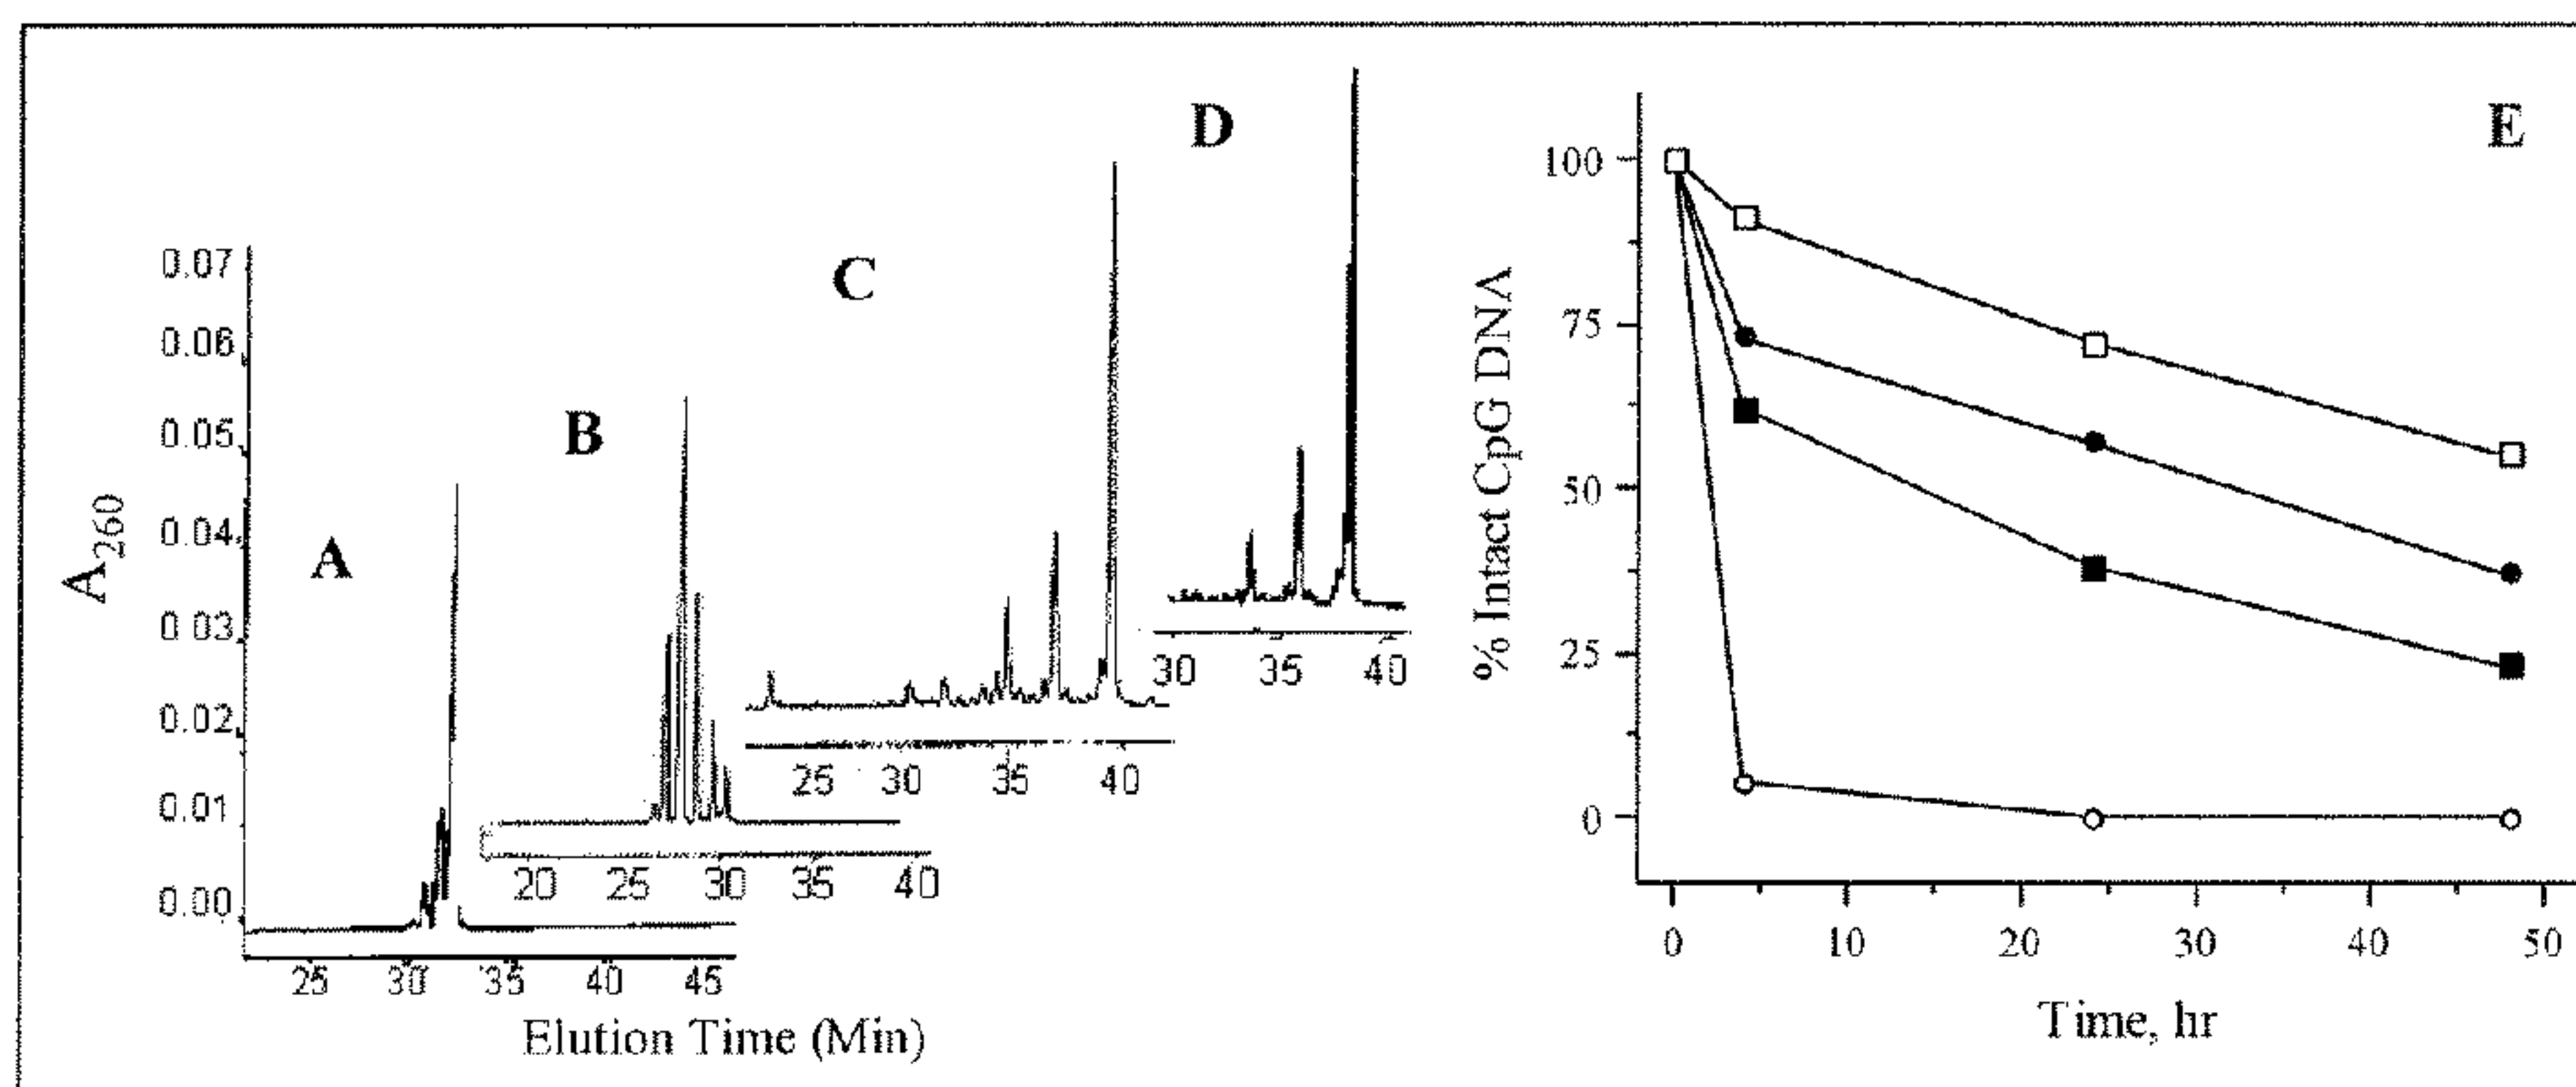 A
B
C
D
E
A260
0.07
0.06
0.05
0.04
0 03
0.02
0.01
0.00
25 30 35 40 45
20 25 30 35 40
25 30 35 40
30 35 40
Elution Time (Min)
% Intact CpG DNA
100
75
50
25
0
0 10 20 30 40 50
Time, hr